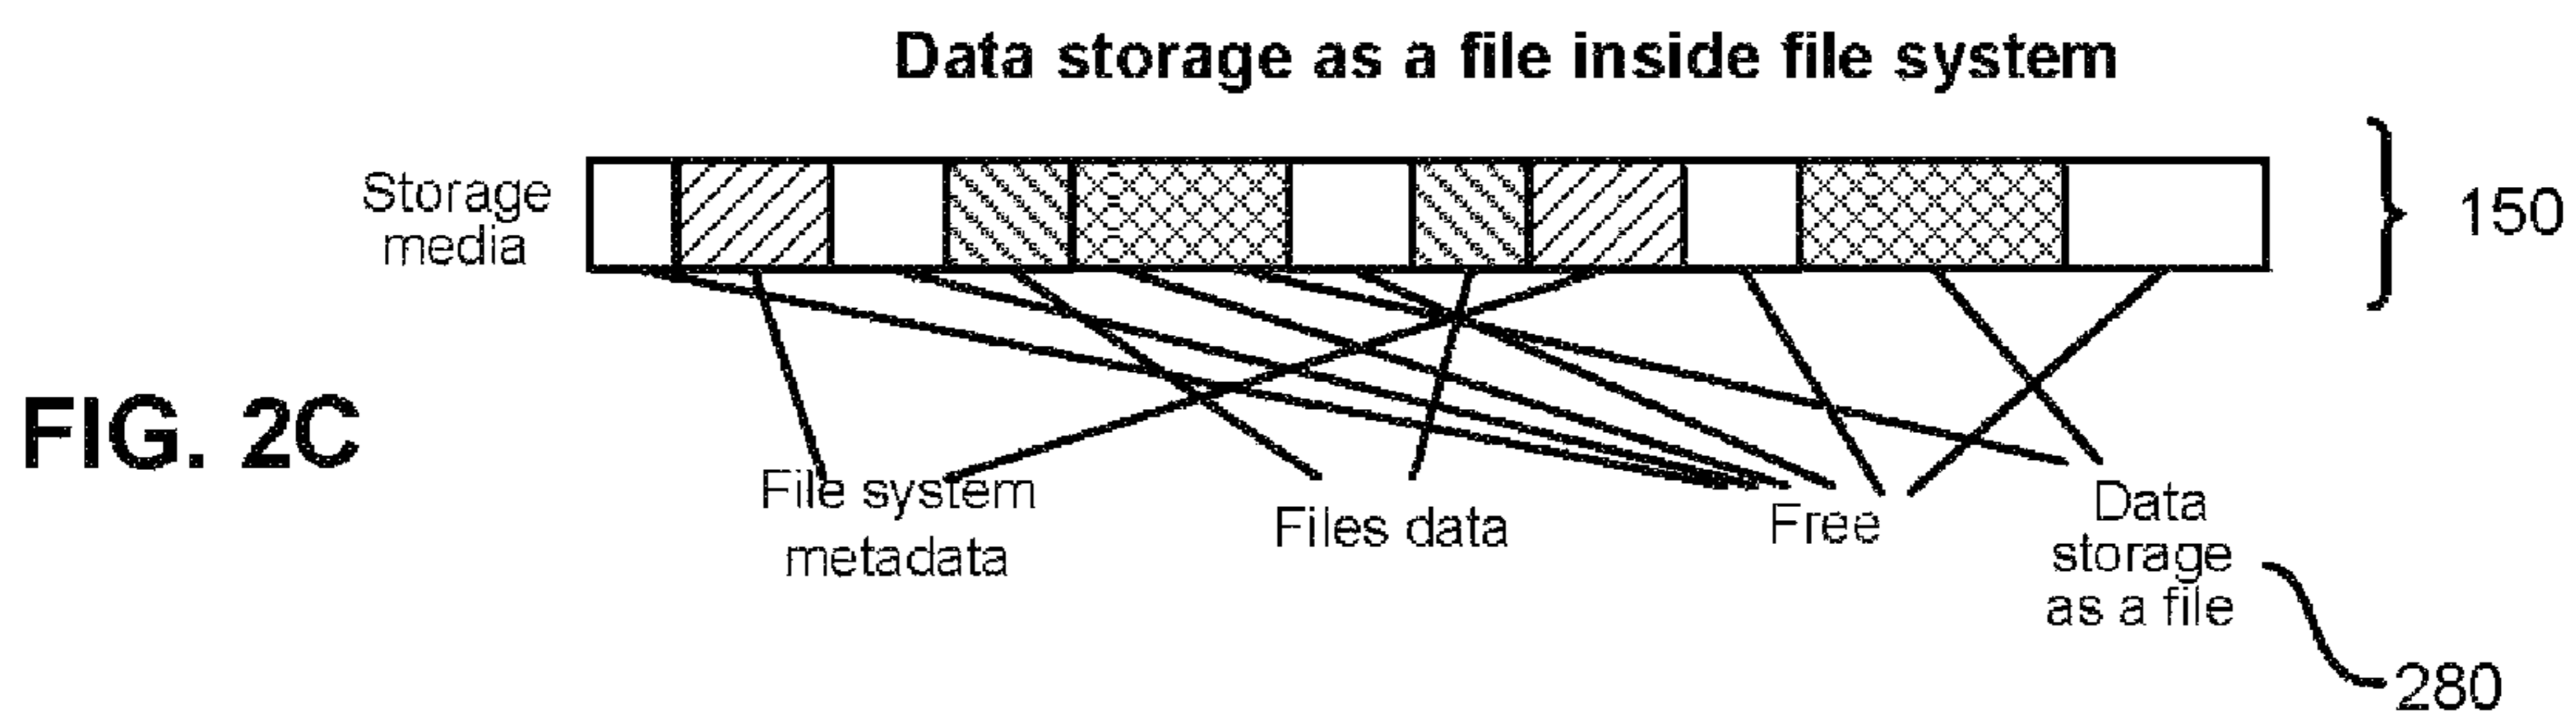 Data storage as a file inside file system
Storage
media
150
FIG. 2C
File system
metadata
Files data
Free
Data
storage
as a file
280